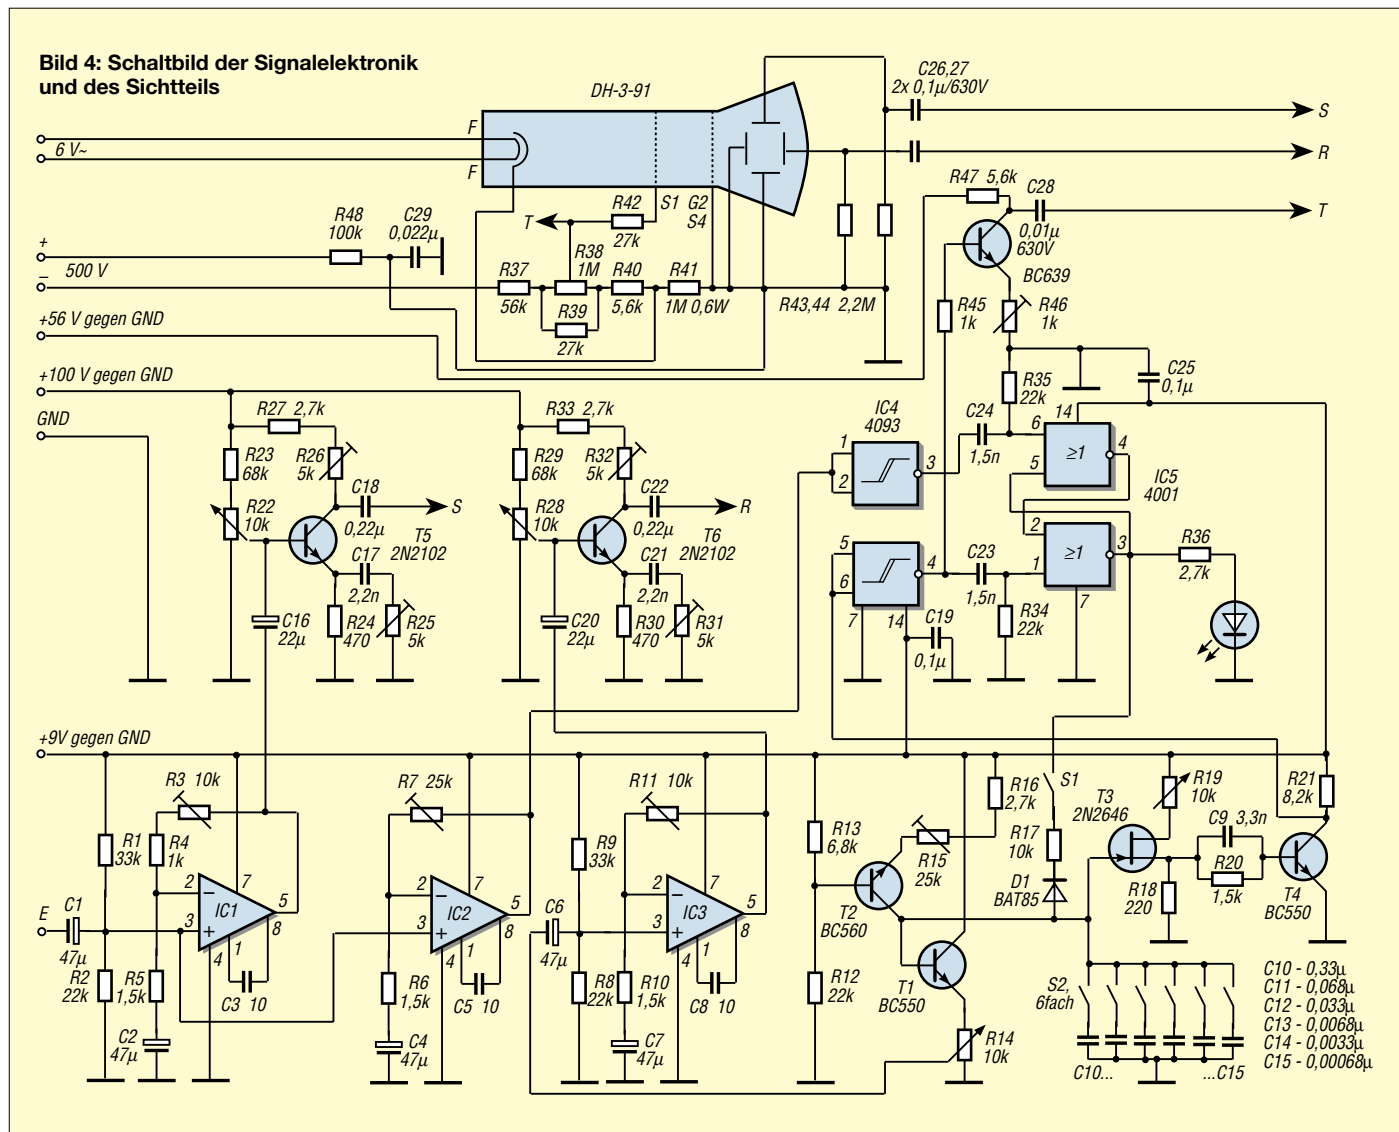 Bild 4: Schaltbild der Signalelektronik
und des Sichtteils
DH-3-91
C26,27
2x 0,1µ/630V
S
F
6 V~
F
R
R47 5,6k
C28
T
0,01µ
630V
BC639
R48
100k
C29
0,022µ
T
R42
27k
S1
G2
S4
+
500 V
–
R37
56k
R38
1M
R39
27k
R40
5,6k
R41
1M 0,6W
R43,44 2,2M
R45
1k
R46
1k
+56 V gegen GND
+100 V gegen GND
GND
R35
22k
C25
0,1µ
R27 2,7k
R23
68k
R26
5k
R22
10k
C18
0,22µ
S
T5
2N2102
C17
2,2n
C16
22µ
R24
470
R25
5k
R33 2,7k
R29
68k
R32
5k
R28
10k
C22
0,22µ
R
T6
2N2102
C21
2,2n
C20
22µ
R30
470
R31
5k
IC4
4093
1
2
3
C24
1,5n
14
6
5
≥1
4
IC5
4001
5
6
4
7
14
C23
1,5n
2
1
≥1
3
7
R34
22k
C19
0,1µ
R36
2,7k
+9V gegen GND
R3 10k
R1
33k
R4
1k
E
C1
47µ
R2
22k
R5
1,5k
C2
47µ
2
–
3
+
IC1
7
5
8
1
4
C3 10
R7 25k
2
–
3
+
IC2
7
5
8
1
4
C5 10
R6
1,5k
C4
47µ
R11 10k
R9
33k
C6
47µ
R8
22k
R10
1,5k
C7
47µ
2
–
3
+
IC3
7
5
8
1
4
C8 10
R13
6,8k
R12
22k
T2
BC560
R15
25k
R16
2,7k
T1
BC550
R14
10k
S1
R17
10k
D1
BAT85
T3
2N2646
R19
10k
R18
220
C9 3,3n
R20
1,5k
R21
8,2k
T4
BC550
S2,
6fach
C10...
...C15
C10 - 0,33µ
C11 - 0,068µ
C12 - 0,033µ
C13 - 0,0068µ
C14 - 0,0033µ
C15 - 0,00068µ